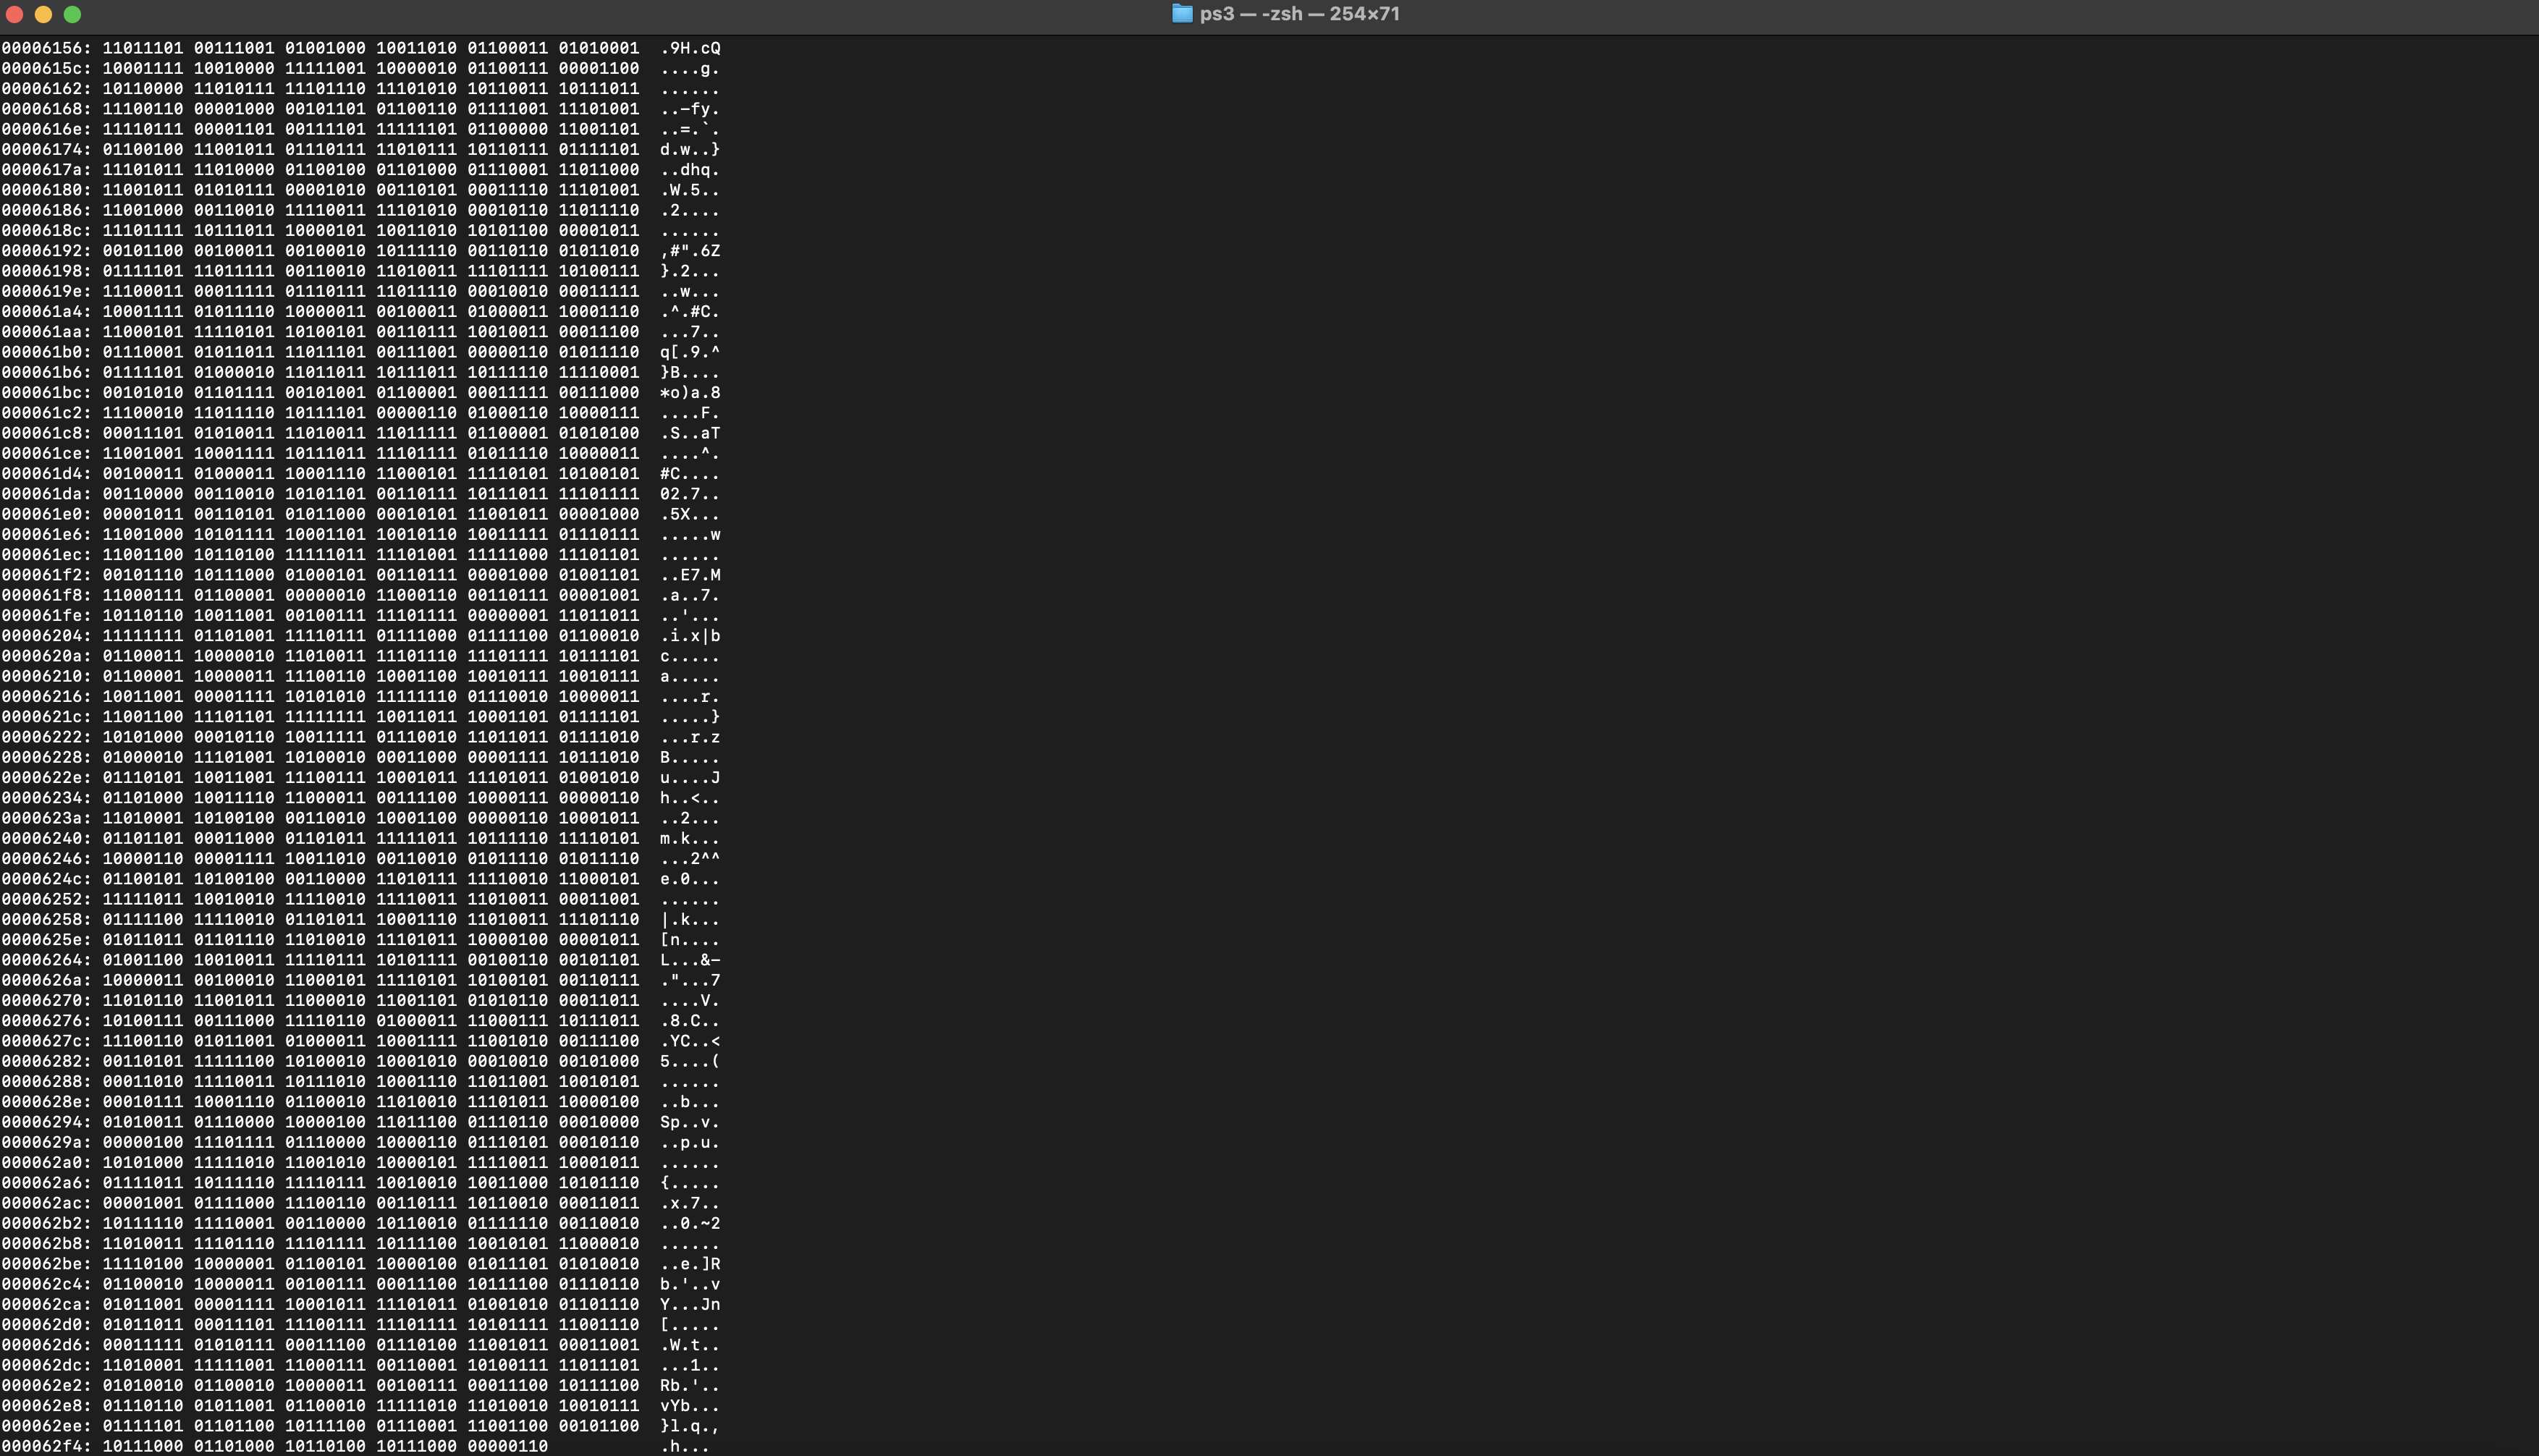 ps3 — -zsh — 254×71
00006156: 11011101 00111001 01001000 10011010 01100011 01010001  .9H.cQ
0000615c: 10001111 10010000 11111001 10000010 01100111 00001100  ....g.
00006162: 10110000 11010111 11101110 11101010 10110011 10111011  ......
00006168: 11100110 00001000 00101101 01100110 01111001 11101001  ..-fy.
0000616e: 11110111 00001101 00111101 11111101 01100000 11001101  ..=.`.
00006174: 01100100 11001011 01110111 11010111 10110111 01111101  d.w..}
0000617a: 11101011 11010000 01100100 01101000 01110001 11011000  ..dhq.
00006180: 11001011 01010111 00001010 00110101 00011110 11101001  .W.5..
00006186: 11001000 00110010 11110011 11101010 00010110 11011110  .2....
0000618c: 11101111 10111011 10000101 10011010 10101100 00001011  ......
00006192: 00101100 00100011 00100010 10111110 00110110 01011010  ,#".6Z
00006198: 01111101 11011111 00110010 11010011 11101111 10100111  }.2...
0000619e: 11100011 00011111 01110111 11011110 00010010 00011111  ..w...
000061a4: 10001111 01011110 10000011 00100011 01000011 10001110  .^.#C.
000061aa: 11000101 11110101 10100101 00110111 10010011 00011100  ...7..
000061b0: 01110001 01011011 11011101 00111001 00000110 01011110  q[.9.^
000061b6: 01111101 01000010 11011011 10111011 10111110 11110001  }B....
000061bc: 00101010 01101111 00101001 01100001 00011111 00111000  *o)a.8
000061c2: 11100010 11011110 10111101 00000110 01000110 10000111  ....F.
000061c8: 00011101 01010011 11010011 11011111 01100001 01010100  .S..aT
000061ce: 11001001 10001111 10111011 11101111 01011110 10000011  ....^.
000061d4: 00100011 01000011 10001110 11000101 11110101 10100101  #C....
000061da: 00110000 00110010 10101101 00110111 10111011 11101111  02.7..
000061e0: 00001011 00110101 01011000 00010101 11001011 00001000  .5X...
000061e6: 11001000 10101111 10001101 10010110 10011111 01110111  .....w
000061ec: 11001100 10110100 11111011 11101001 11111000 11101101  ......
000061f2: 00101110 10111000 01000101 00110111 00001000 01001101  ..E7.M
000061f8: 11000111 01100001 00000010 11000110 00110111 00001001  .a..7.
000061fe: 10110110 10011001 00100111 11101111 00000001 11011011  ..'...
00006204: 11111111 01101001 11110111 01111000 01111100 01100010  .i.x|b
0000620a: 01100011 10000010 11010011 11101110 11101111 10111101  c.....
00006210: 01100001 10000011 11100110 10001100 10010111 10010111  a.....
00006216: 10011001 00001111 10101010 11111110 01110010 10000011  ....r.
0000621c: 11001100 11101101 11111111 10011011 10001101 01111101  .....}
00006222: 10101000 00010110 10011111 01110010 11011011 01111010  ...r.z
00006228: 01000010 11101001 10100010 00011000 00001111 10111010  B.....
0000622e: 01110101 10011001 11100111 10001011 11101011 01001010  u....J
00006234: 01101000 10011110 11000011 00111100 10000111 00000110  h..<..
0000623a: 11010001 10100100 00110010 10001100 00000110 10001011  ..2...
00006240: 01101101 00011000 01101011 11111011 10111110 11110101  m.k...
00006246: 10000110 00001111 10011010 00110010 01011110 01011110  ...2^^
0000624c: 01100101 10100100 00110000 11010111 11110010 11000101  e.0...
00006252: 11111011 10010010 11110010 11110011 11010011 00011001  ......
00006258: 01111100 11110010 01101011 10001110 11010011 11101110  |.k...
0000625e: 01011011 01101110 11010010 11101011 10000100 00001011  [n....
00006264: 01001100 10010011 11110111 10101111 00100110 00101101  L...&-
0000626a: 10000011 00100010 11000101 11110101 10100101 00110111  ."...7
00006270: 11010110 11001011 11000010 11001101 01010110 00011011  ....V.
00006276: 10100111 00111000 11110110 01000011 11000111 10111011  .8.C..
0000627c: 11100110 01011001 01000011 10001111 11001010 00111100  .YC..<
00006282: 00110101 11111100 10100010 10001010 00010010 00101000  5....(
00006288: 00011010 11110011 10111010 10001110 11011001 10010101  ......
0000628e: 00010111 10001110 01100010 11010010 11101011 10000100  ..b...
00006294: 01010011 01110000 10000100 11011100 01110110 00010000  Sp..v.
0000629a: 00000100 11101111 01110000 10000110 01110101 00010110  ..p.u.
000062a0: 10101000 11111010 11001010 10000101 11110011 10001011  ......
000062a6: 01111011 10111110 11110111 10010010 10011000 10101110  {.....
000062ac: 00001001 01111000 11100110 00110111 10110010 00011011  .x.7..
000062b2: 10111110 11110001 00110000 10110010 01111110 00110010  ..0.~2
000062b8: 11010011 11101110 11101111 10111100 10010101 11000010  ......
000062be: 11110100 10000001 01100101 10000100 01011101 01010010  ..e.]R
000062c4: 01100010 10000011 00100111 00011100 10111100 01110110  b.'..v
000062ca: 01011001 00001111 10001011 11101011 01001010 01101110  Y...Jn
000062d0: 01011011 00011101 11100111 11101111 10101111 11001110  [.....
000062d6: 00011111 01010111 00011100 01110100 11001011 00011001  .W.t..
000062dc: 11010001 11111001 11000111 00110001 10100111 11011101  ...1..
000062e2: 01010010 01100010 10000011 00100111 00011100 10111100  Rb.'..
000062e8: 01110110 01011001 01100010 11111010 11010010 10010111  vYb...
000062ee: 01111101 01101100 10111100 01110001 11001100 00101100  }l.q.,
000062f4: 10111000 01101000 10110100 10111000 00000110           .h...